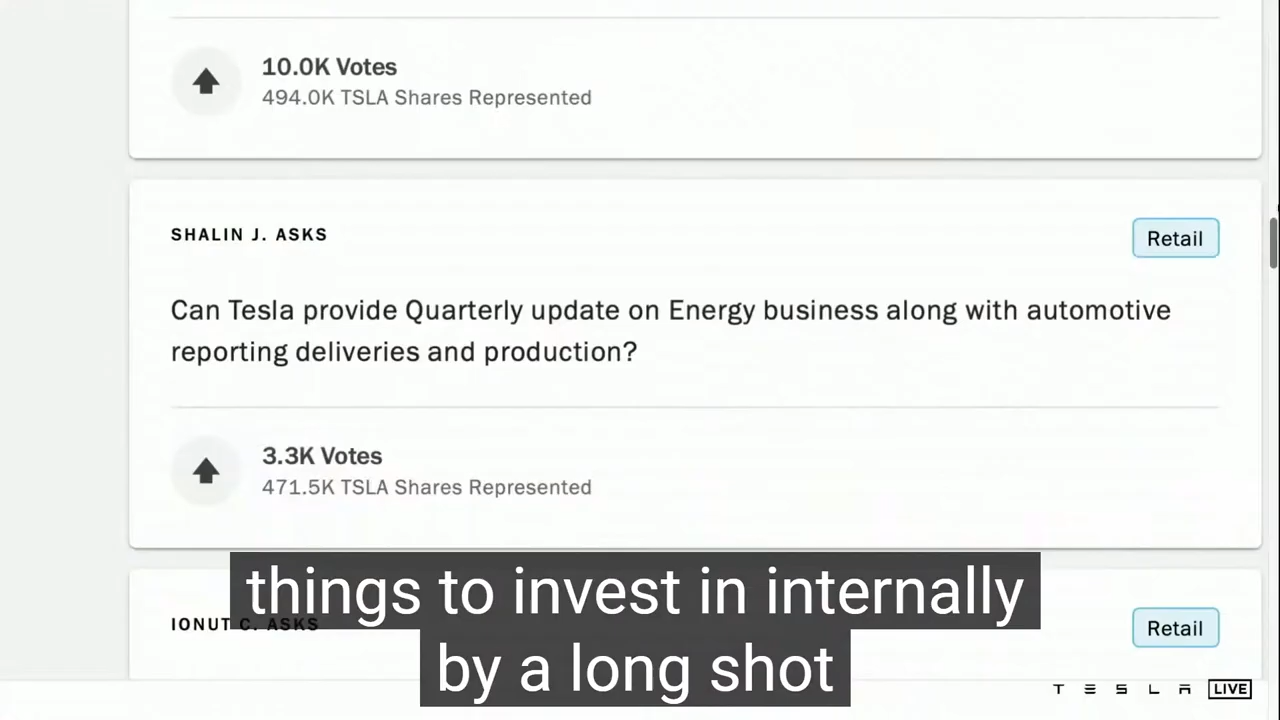 10.0K Votes
494.0K TSLA Shares Represented
SHALIN J. ASKS
Retail
Can Tesla provide Quarterly update on Energy business along with automotive
reporting deliveries and production?
3.3K Votes
471.5K TSLA Shares Represented
IONUT C. ASKS
Retail
things to invest in internally
by a long shot
TESLA LIVE